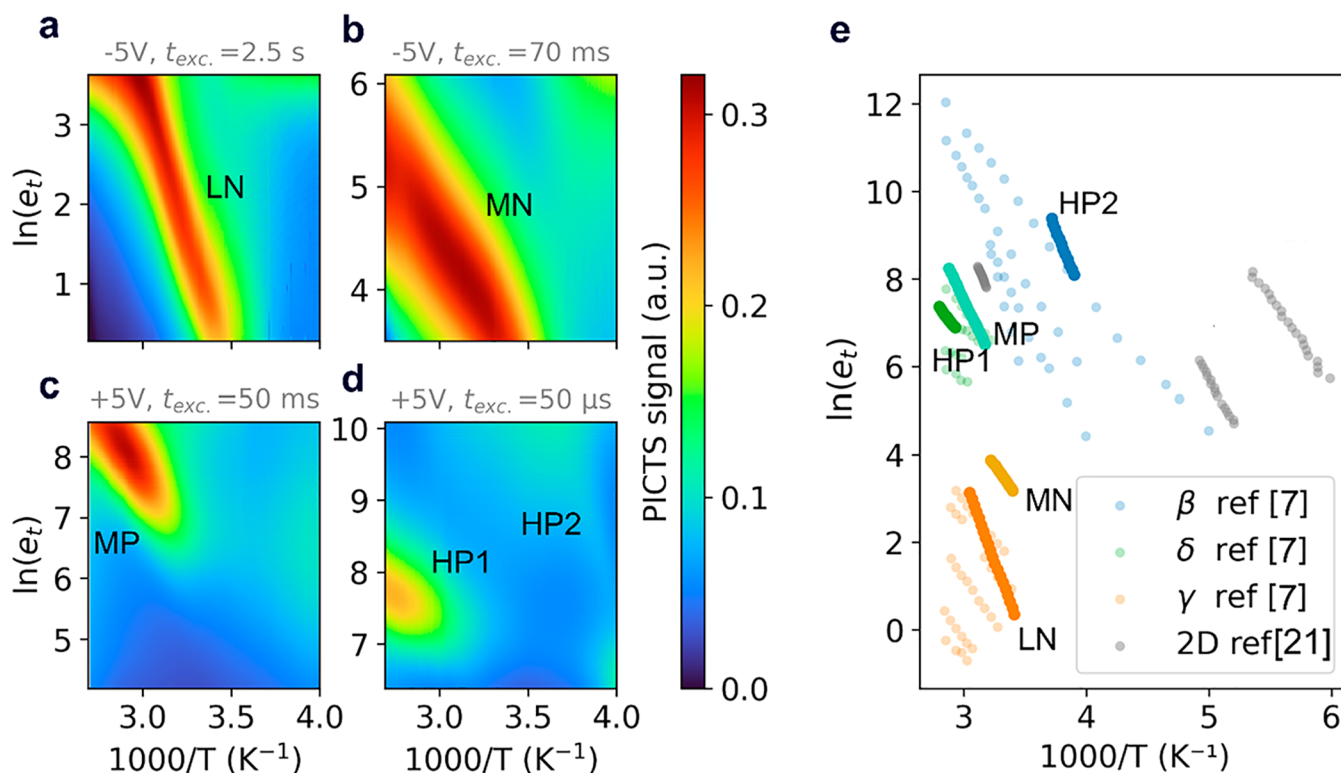 a
-5V, t_exc. =2.5 s
b
-5V, t_exc. =70 ms
ln(e_t)
3
2
1
LN
6
5
4
MN
c
+5V, t_exc. =50 ms
d
+5V, t_exc. =50 µs
ln(e_t)
8
7
6
5
MP
10
9
8
7
HP1
HP2
3.0 3.5 4.0
1000/T (K⁻¹)
3.0 3.5 4.0
1000/T (K⁻¹)
PICTS signal (a.u.)
0.3
0.2
0.1
0.0
e
ln(e_t)
12
10
8
6
4
2
0
HP2
MP
HP1
MN
LN
β ref [7]
δ ref [7]
γ ref [7]
2D ref[21]
3 4 5 6
1000/T (K⁻¹)